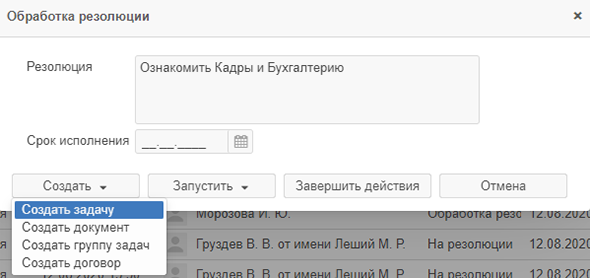 Обработка резолюции ×
Резолюция
Ознакомить Кадры и Бухгалтерию
Срок исполнения __.__.____
Создать Запустить Завершить действия Отмена
Создать задачу
Создать документ
Создать группу задач
Создать договор
Морозова И. Ю. Обработка резо 12.08.2020
Груздев В. В. от имени Леший М. Р. На резолюции 12.08.2020
Груздев В. В. от имени Леший М. Р. На резолюции 12.08.2020